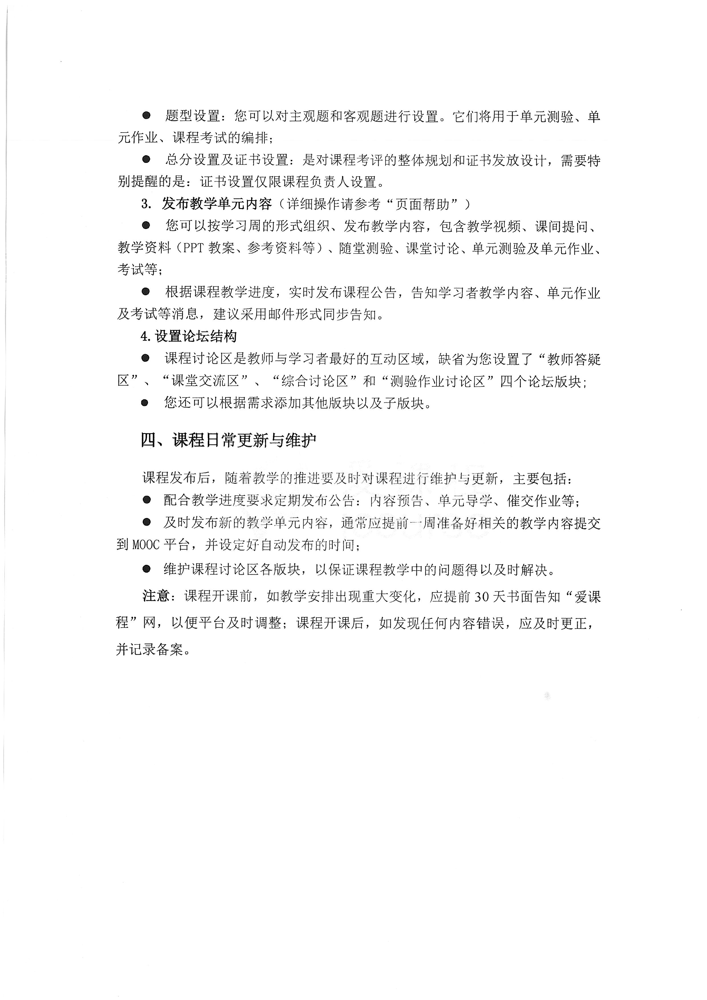 ● 题型设置：您可以对主观题和客观题进行设置。它们将用于单元测验、单
元作业、课程考试的编排；
● 总分设置及证书设置：是对课程考评的整体规划和证书发放设计，需要特
别提醒的是：证书设置仅限课程负责人设置。
3. 发布教学单元内容（详细操作请参考“页面帮助”）
● 您可以按学习周的形式组织、发布教学内容，包含教学视频、课间提问、
教学资料（PPT 教案、参考资料等）、随堂测验、课堂讨论、单元测验及单元作业、
考试等；
● 根据课程教学进度，实时发布课程公告，告知学习者教学内容、单元作业
及考试等消息，建议采用邮件形式同步告知。
4. 设置论坛结构
● 课程讨论区是教师与学习者最好的互动区域，缺省为您设置了“教师答疑
区”、“课堂交流区”、“综合讨论区”和“测验作业讨论区”四个论坛版块；
● 您还可以根据需求添加其他版块以及子版块。
四、课程日常更新与维护
课程发布后，随着教学的推进要及时对课程进行维护与更新，主要包括：
● 配合教学进度要求定期发布公告：内容预告、单元导学、催交作业等；
● 及时发布新的教学单元内容，通常应提前一周准备好相关的教学内容提交
到 MOOC 平台，并设定好自动发布的时间；
● 维护课程讨论区各版块，以保证课程教学中的问题得以及时解决。
注意：课程开课前，如教学安排出现重大变化，应提前 30 天书面告知“爱课
程”网，以便平台及时调整；课程开课后，如发现任何内容错误，应及时更正，
并记录备案。